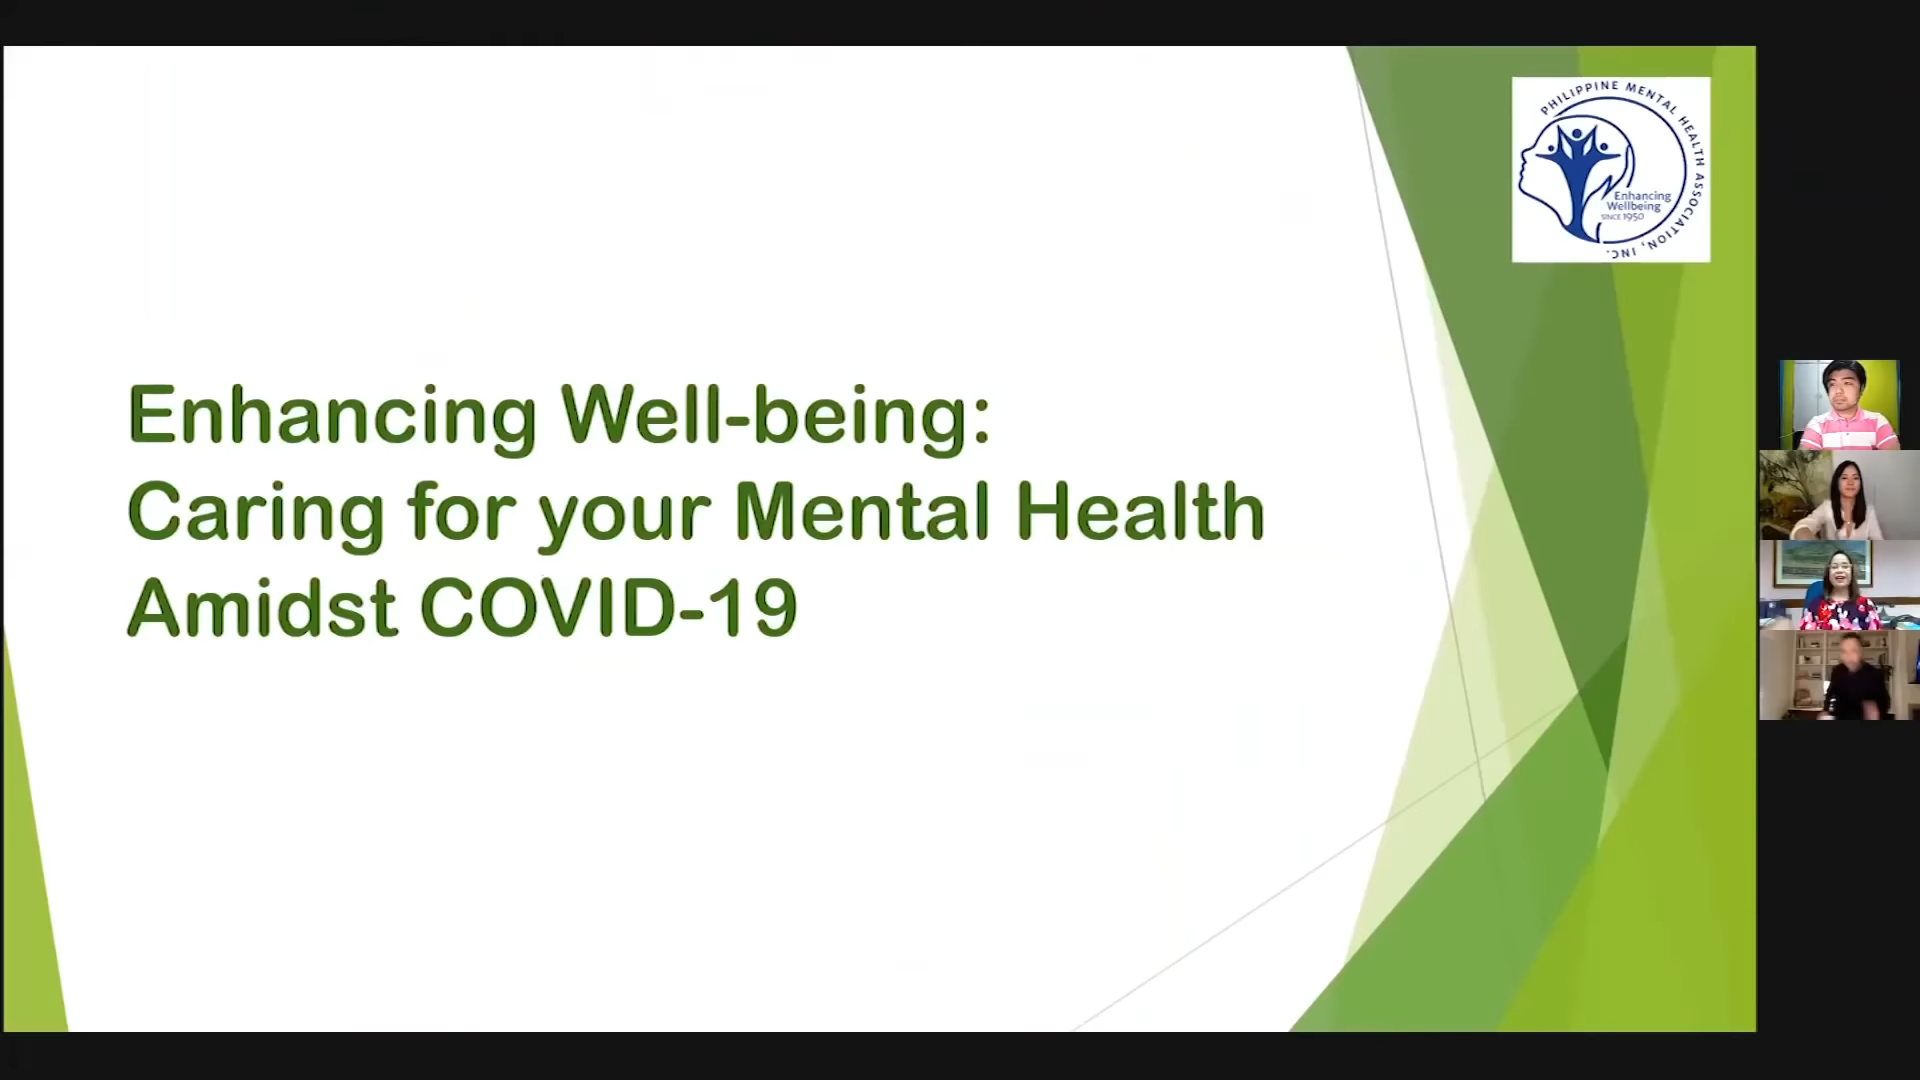 PHILIPPINE MENTAL HEALTH ASSOCIATION, INC.
Enhancing
Wellbeing
SINCE 1950
Enhancing Well-being:
Caring for your Mental Health
Amidst COVID-19